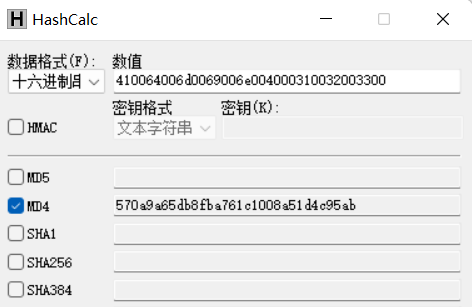 HashCalc
数据格式(F): 数值
十六进制串 410064006d0069006e004000310032003300
密钥格式 密钥(K):
HMAC 文本字符串
MD5
MD4 570a9a65db8fba761c1008a51d4c95ab
SHA1
SHA256
SHA384